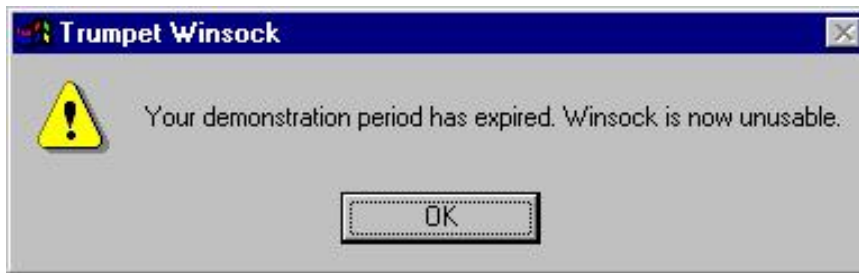 Trumpet Winsock
Your demonstration period has expired. Winsock is now unusable.
OK